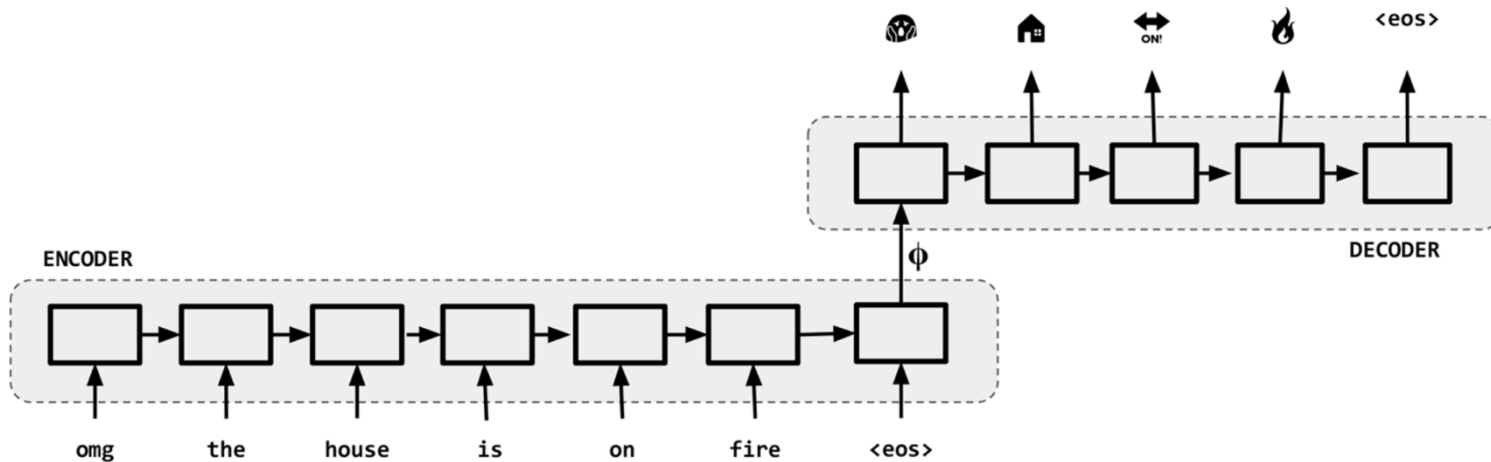 <eos>
ON!
ϕ
DECODER
ENCODER
omg the house is on fire <eos>